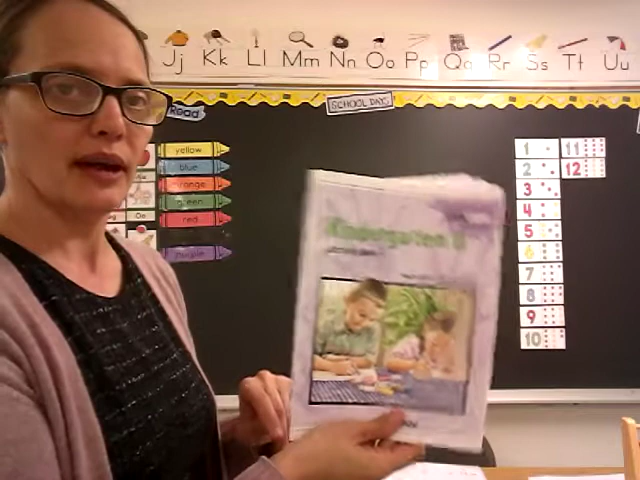 Jj Kk Ll Mm Nn Oo Pp Qq Rr Ss Tt Uu
SCHOOL DAYS
Read
yellow
blue
orange
green
red
purple
Oo
Kindergarten
1
2
3
4
5
6
7
8
9
10
11
12